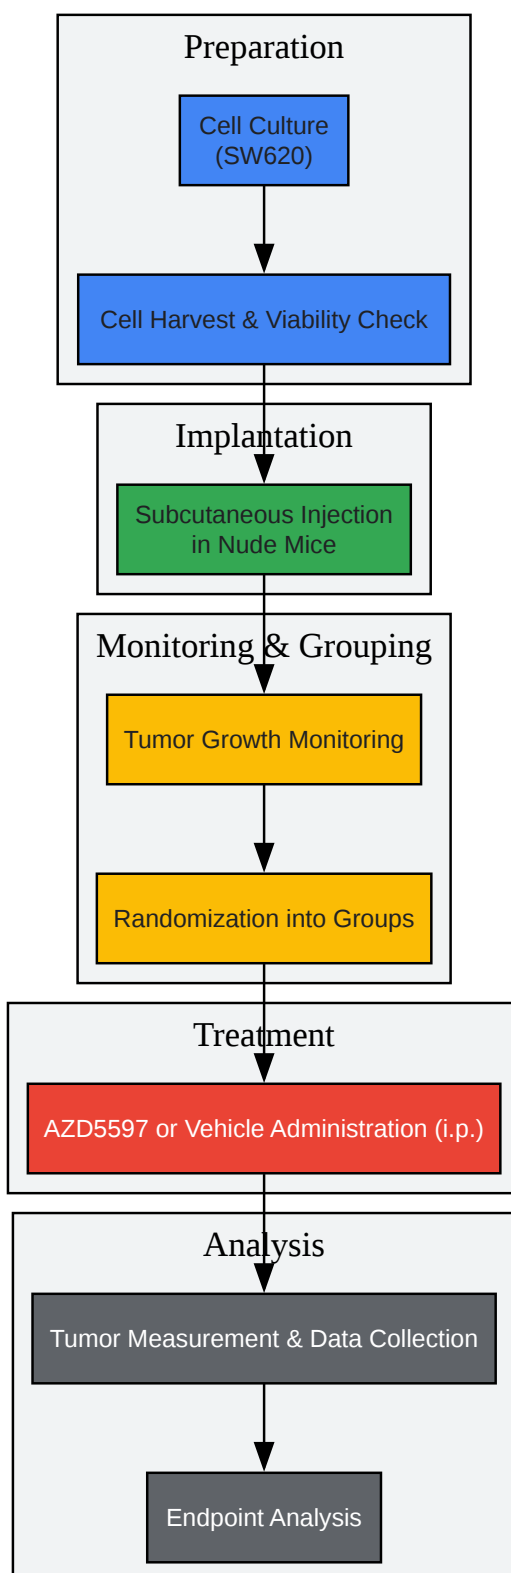 Preparation
Cell Culture
(SW620)
Cell Harvest & Viability Check
Implantation
Subcutaneous Injection
in Nude Mice
Monitoring & Grouping
Tumor Growth Monitoring
Randomization into Groups
Treatment
AZD5597 or Vehicle Administration (i.p.)
Analysis
Tumor Measurement & Data Collection
Endpoint Analysis